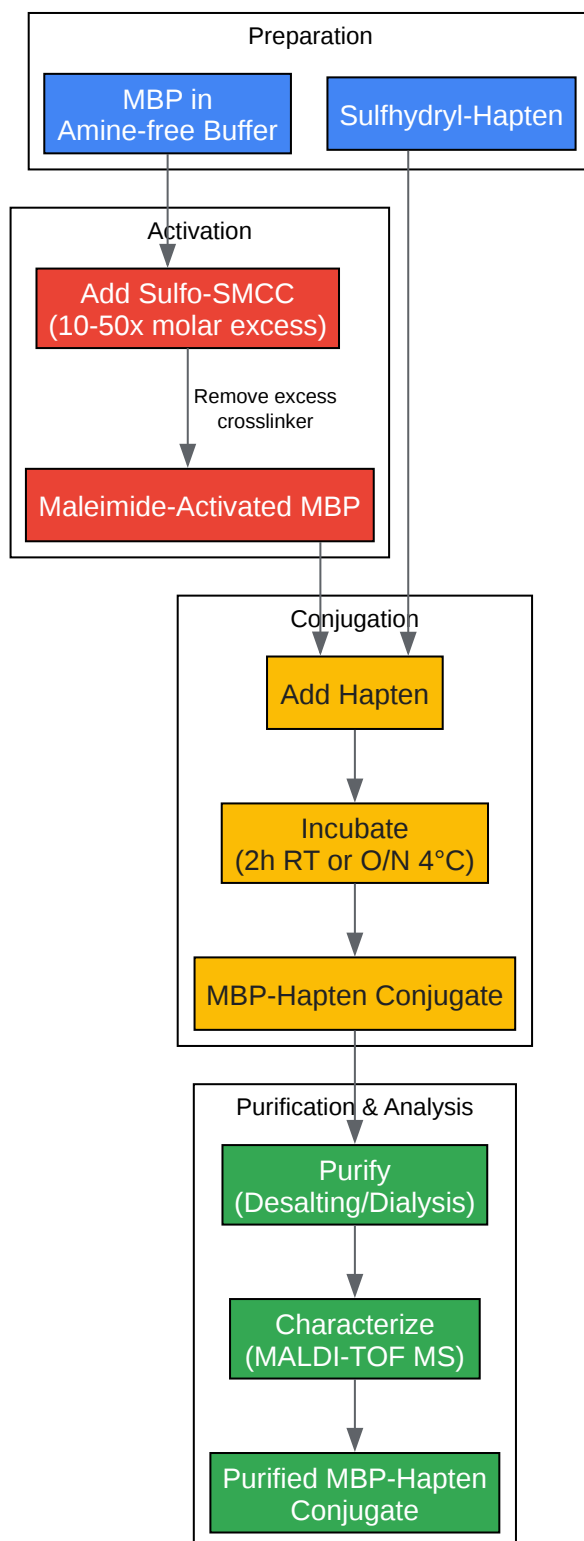 Preparation
MBP in
Amine-free Buffer
Sulfhydryl-Hapten
Activation
Add Sulfo-SMCC
(10-50x molar excess)
Remove excess
crosslinker
Maleimide-Activated MBP
Conjugation
Add Hapten
Incubate
(2h RT or O/N 4°C)
MBP-Hapten Conjugate
Purification & Analysis
Purify
(Desalting/Dialysis)
Characterize
(MALDI-TOF MS)
Purified MBP-Hapten
Conjugate